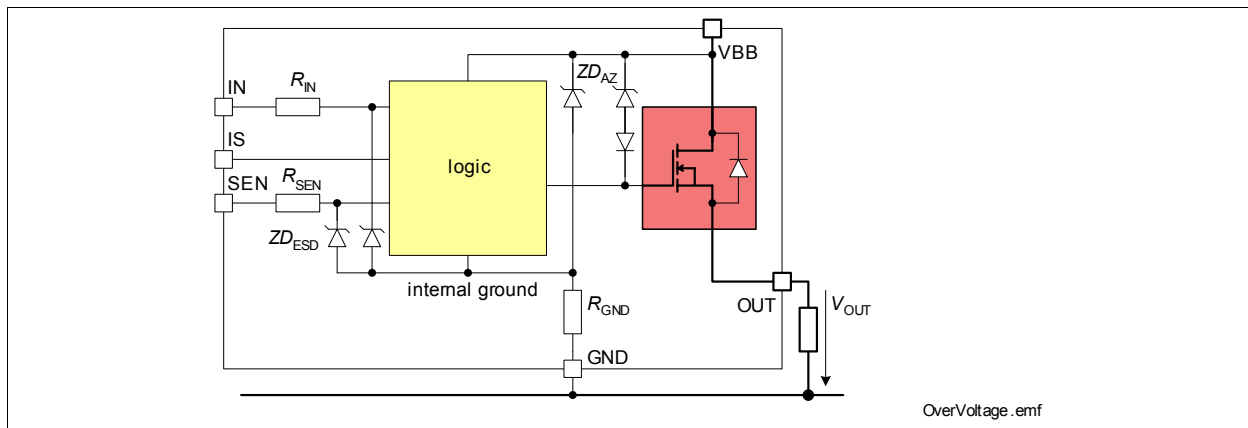 VBB
IN
R_IN
ZD_AZ
IS
logic
SEN
R_SEN
ZD_ESD
internal ground
R_GND
OUT
V_OUT
GND
OverVoltage.emf